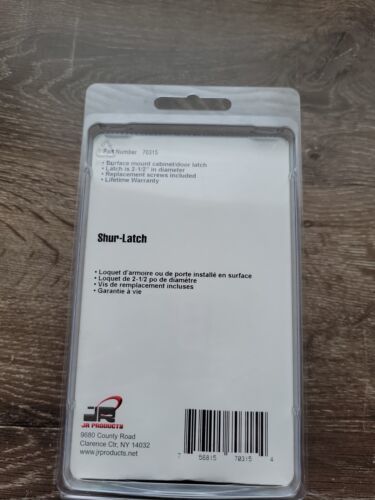 Part Number 70315
• Surface mount cabinet/door latch
• Latch is 2-1/2" in diameter
• Replacement screws included
• Lifetime Warranty
Shur-Latch
• Loquet d'armoire ou de porte installé en surface
• Loquet de 2-1/2 po de diamètre
• Vis de remplacement incluses
• Garantie à vie
JR
JR PRODUCTS
9680 County Road
Clarence Ctr, NY 14032
www.jrproducts.net
7 56815 70315 4